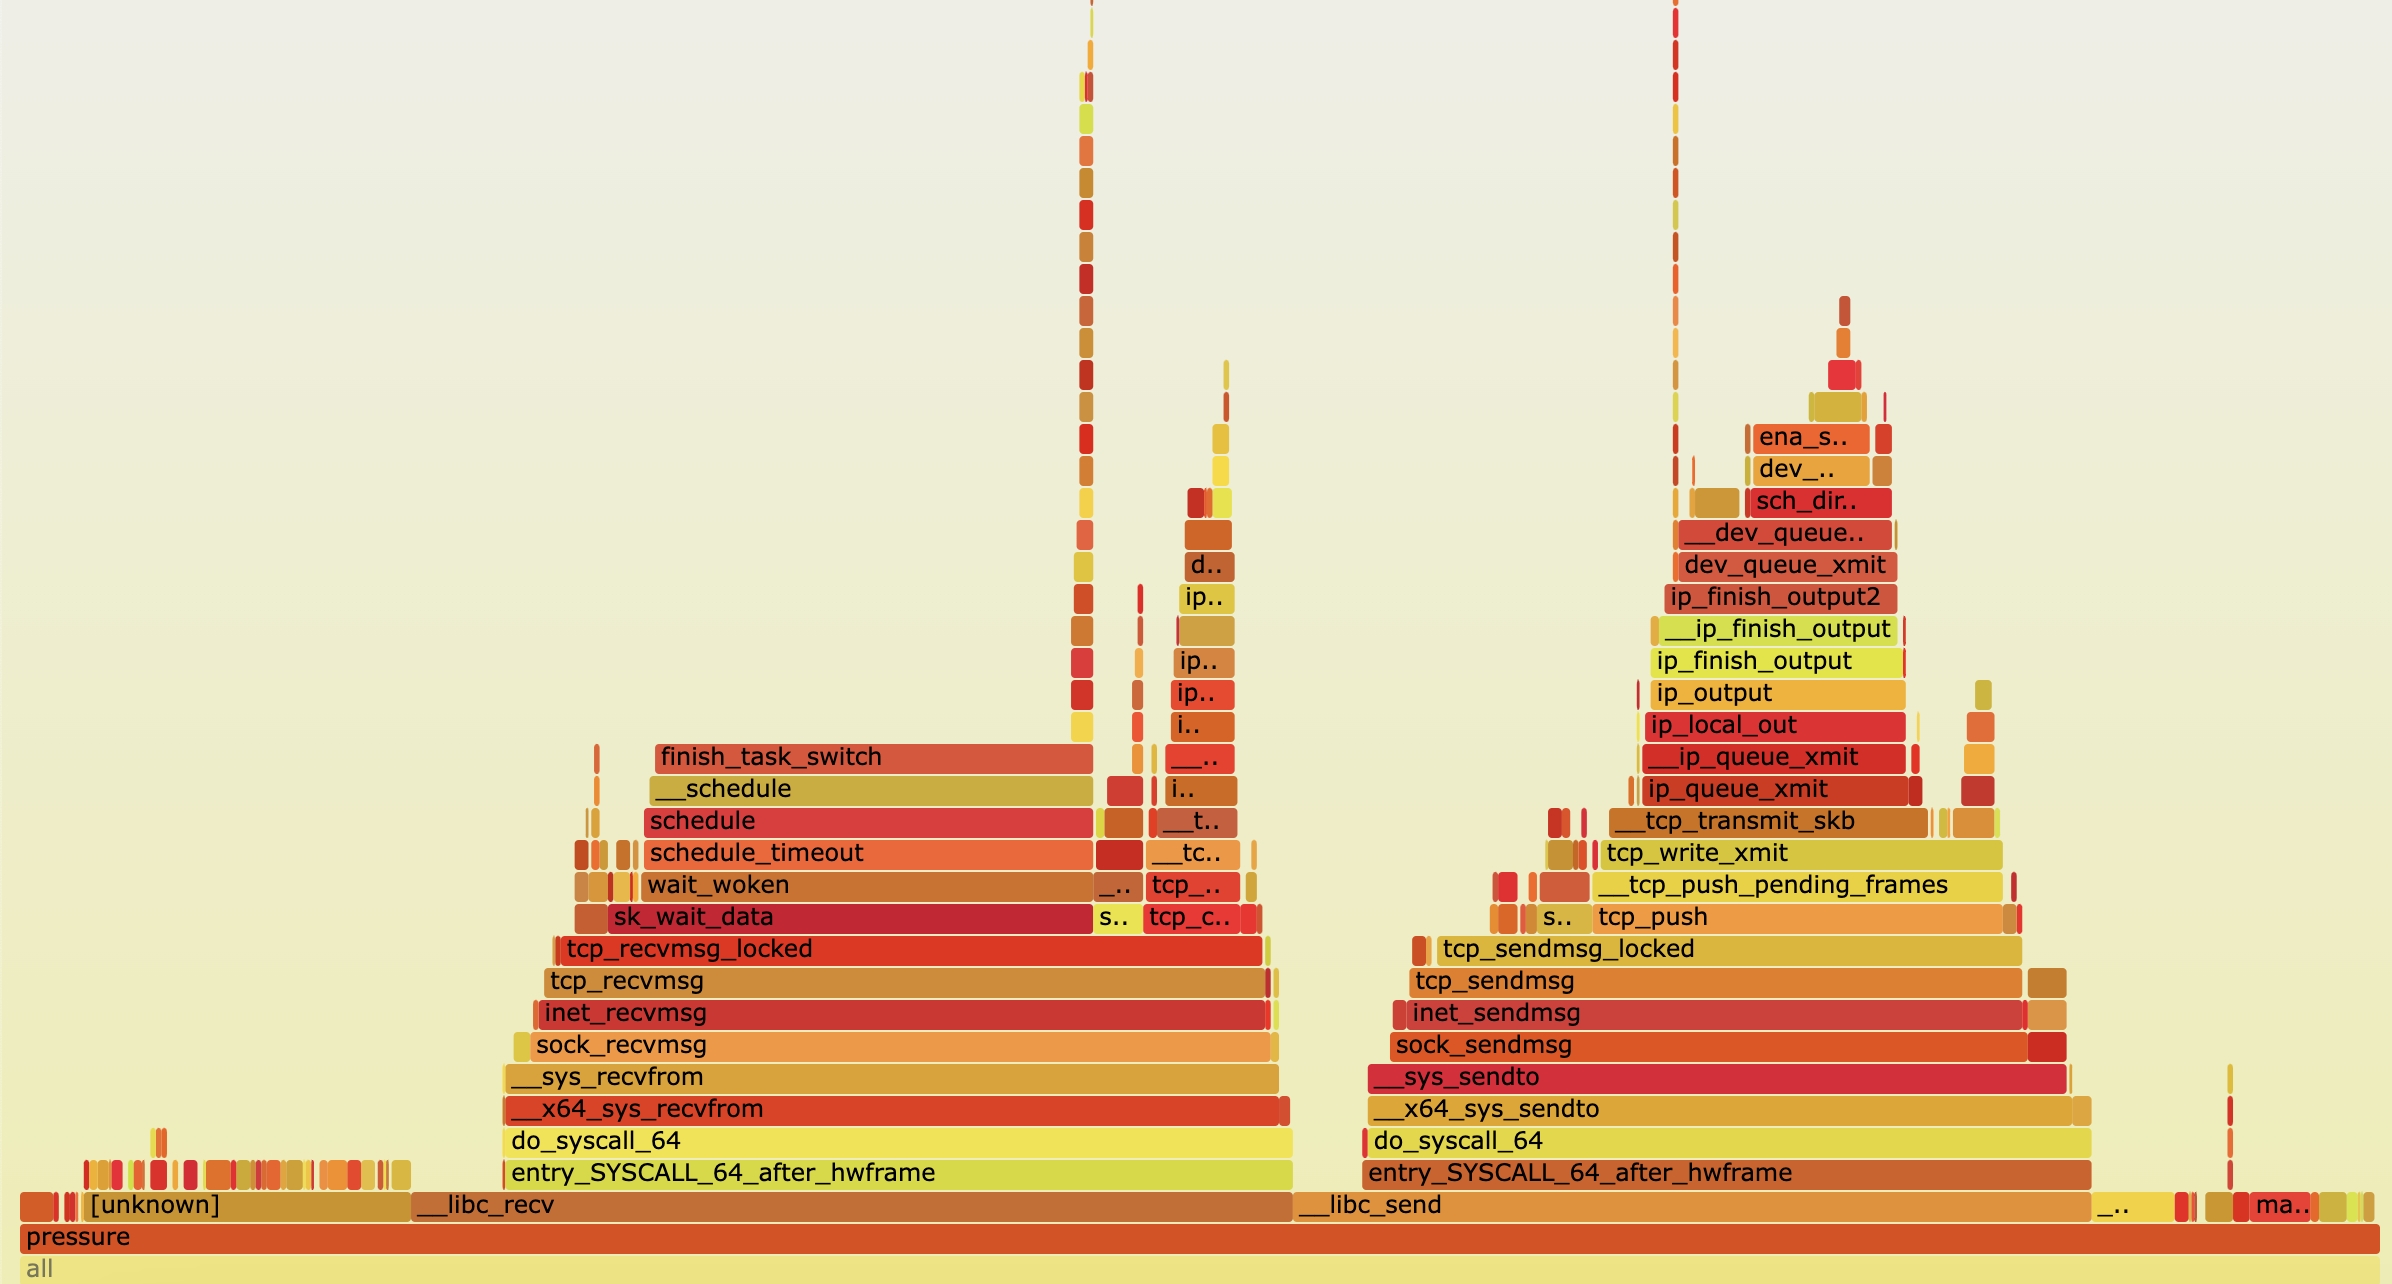 ena_s..
dev_..
sch_dir..
__dev_queue..
d.. dev_queue_xmit
ip.. ip_finish_output2
__ip_finish_output
ip.. ip_finish_output
ip.. ip_output
i.. ip_local_out
finish_task_switch __.. __ip_queue_xmit
__schedule i.. ip_queue_xmit
schedule __t.. __tcp_transmit_skb
schedule_timeout __tc.. tcp_write_xmit
wait_woken _.. tcp_.. __tcp_push_pending_frames
sk_wait_data s.. tcp_c.. s.. tcp_push
tcp_recvmsg_locked tcp_sendmsg_locked
tcp_recvmsg tcp_sendmsg
inet_recvmsg inet_sendmsg
sock_recvmsg sock_sendmsg
__sys_recvfrom __sys_sendto
__x64_sys_recvfrom __x64_sys_sendto
do_syscall_64 do_syscall_64
entry_SYSCALL_64_after_hwframe entry_SYSCALL_64_after_hwframe
[unknown] __libc_recv __libc_send _.. ma..
pressure
all